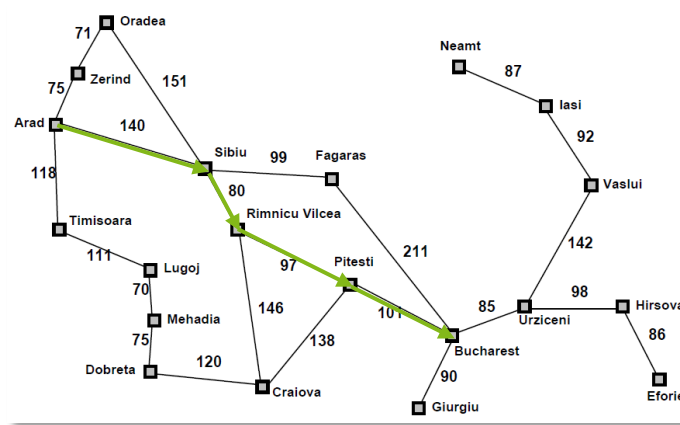 Oradea
71
Neamt
87
Zerind
75
151
Iasi
Arad
140
92
Sibiu
99
Fagaras
118
80
Vaslui
Rimnicu Vilcea
Timisoara
142
111
97
Pitesti
211
Lugoj
70
98
146
101
85
Hirsova
Mehadia
Urziceni
75
138
86
Bucharest
120
Dobreta
90
Craiova
Eforie
Giurgiu